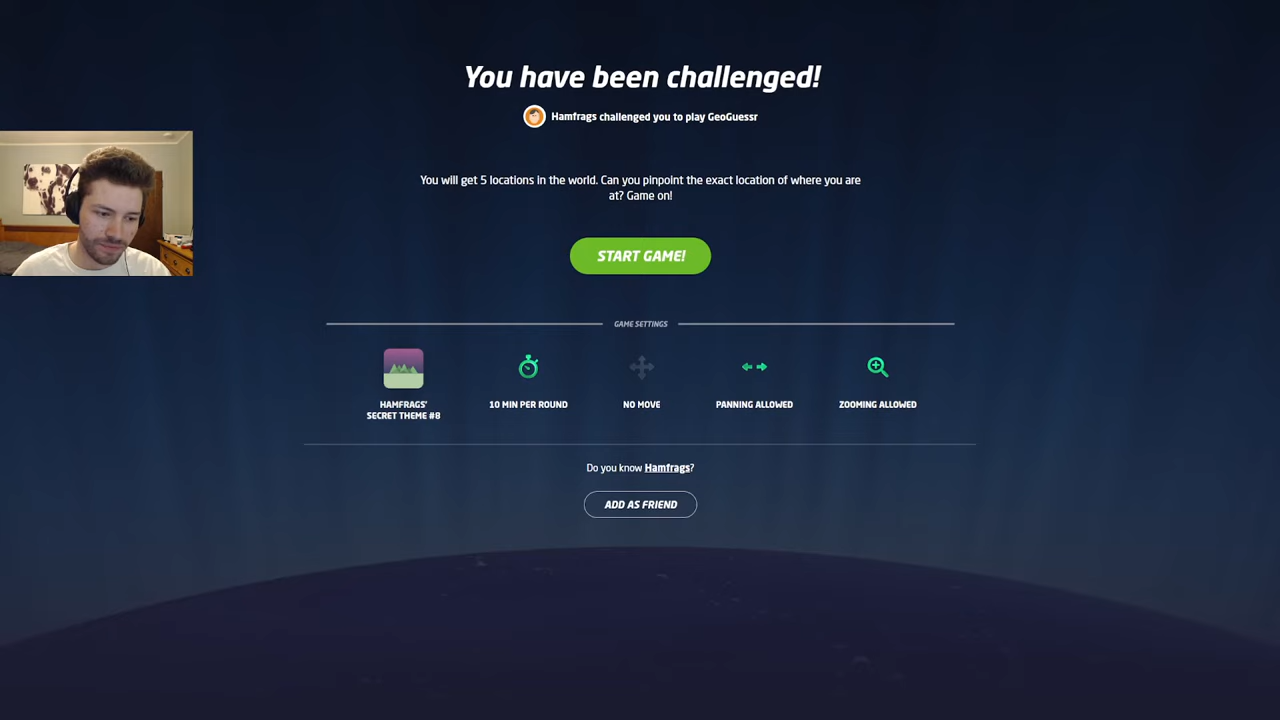 You have been challenged!
Hamfrags challenged you to play GeoGuessr
You will get 5 locations in the world. Can you pinpoint the exact location of where you are
at? Game on!
START GAME!
GAME SETTINGS
HAMFRAGS'
SECRET THEME #8
10 MIN PER ROUND
NO MOVE
PANNING ALLOWED
ZOOMING ALLOWED
Do you know Hamfrags?
ADD AS FRIEND